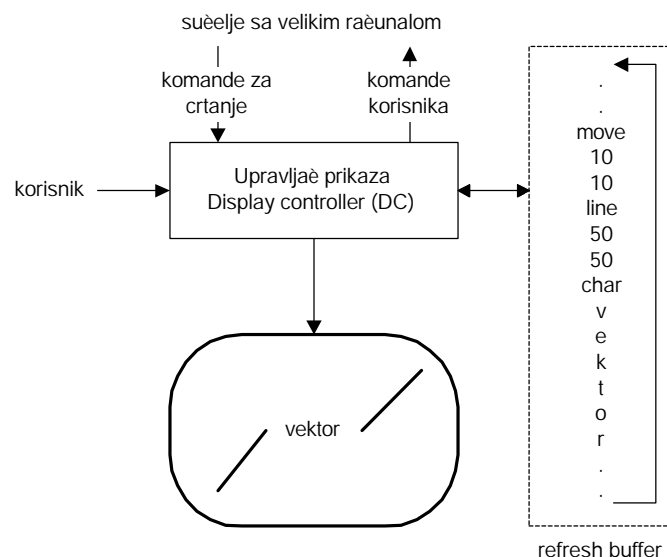 suèelje sa velikim raèunalom
komande za
crtanje
komande
korisnika
korisnik
Upravljaè prikaza
Display controller (DC)
vektor
.
.
move
10
10
line
50
50
char
v
e
k
t
o
r
.
.
refresh buffer